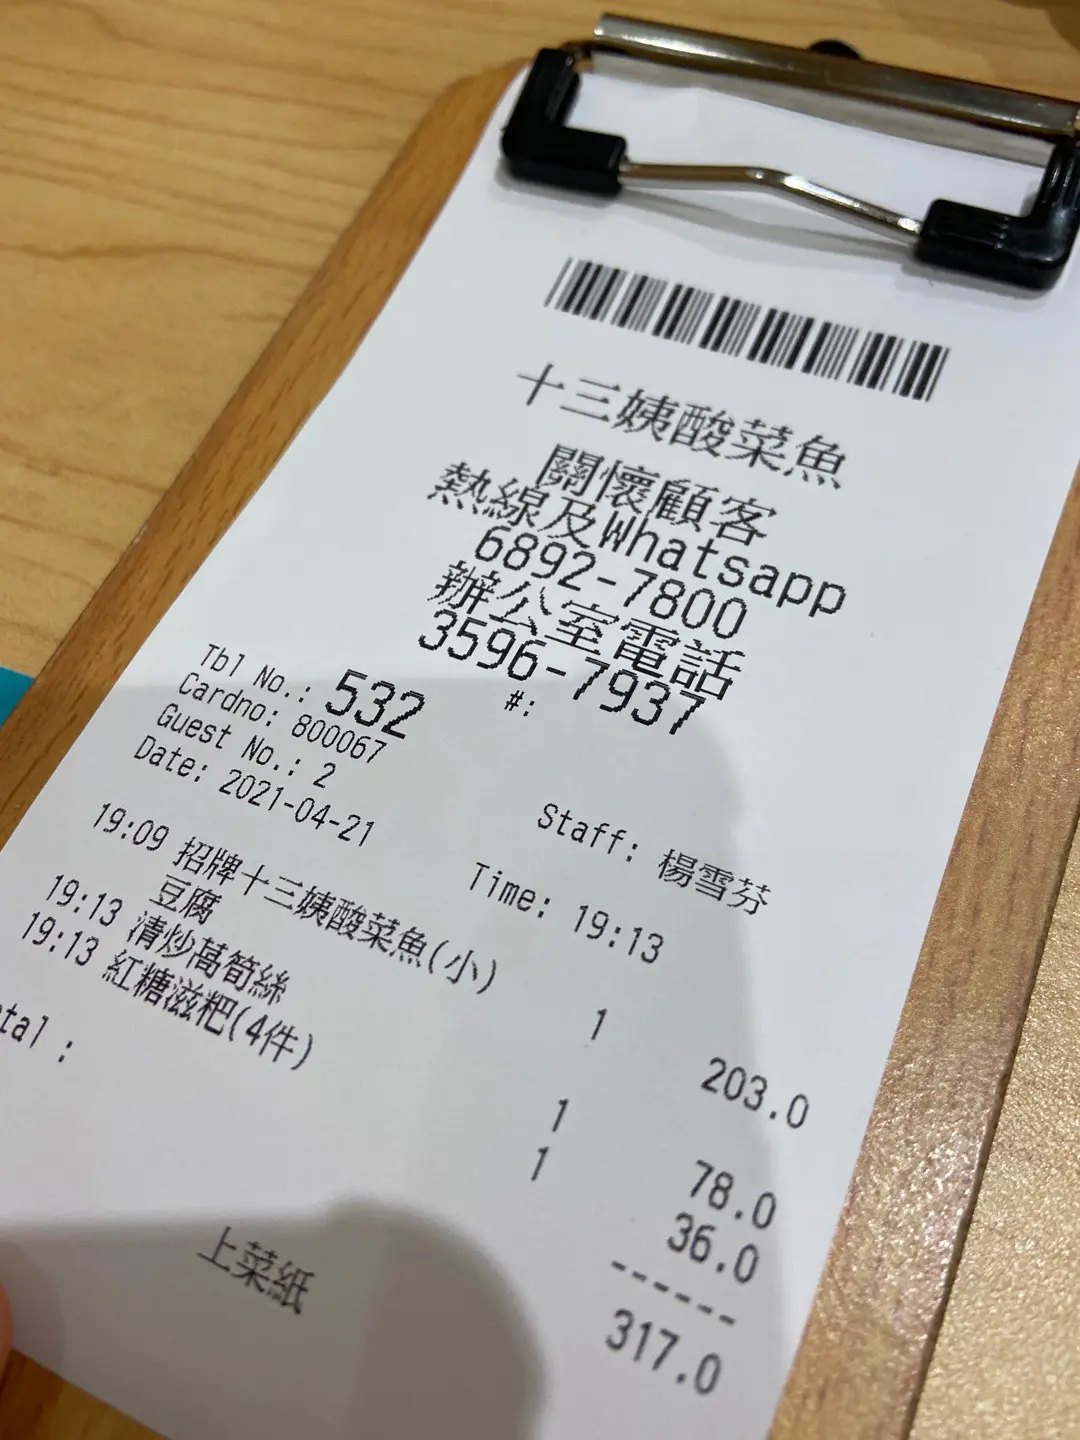 十三姨酸菜魚
關懷顧客
熱線及Whatsapp
6892-7800
辦公室電話
3596-7937
Tbl No.: 532 #:
Cardno: 800067
Guest No.: 2 Staff: 楊雪芬
Date: 2021-04-21 Time: 19:13
19:09 招牌十三姨酸菜魚(小) 1 203.0
豆腐
19:13 清炒萵筍絲 1 78.0
19:13 紅糖滋粑(4件) 1 36.0
------
tal : 317.0
上菜紙